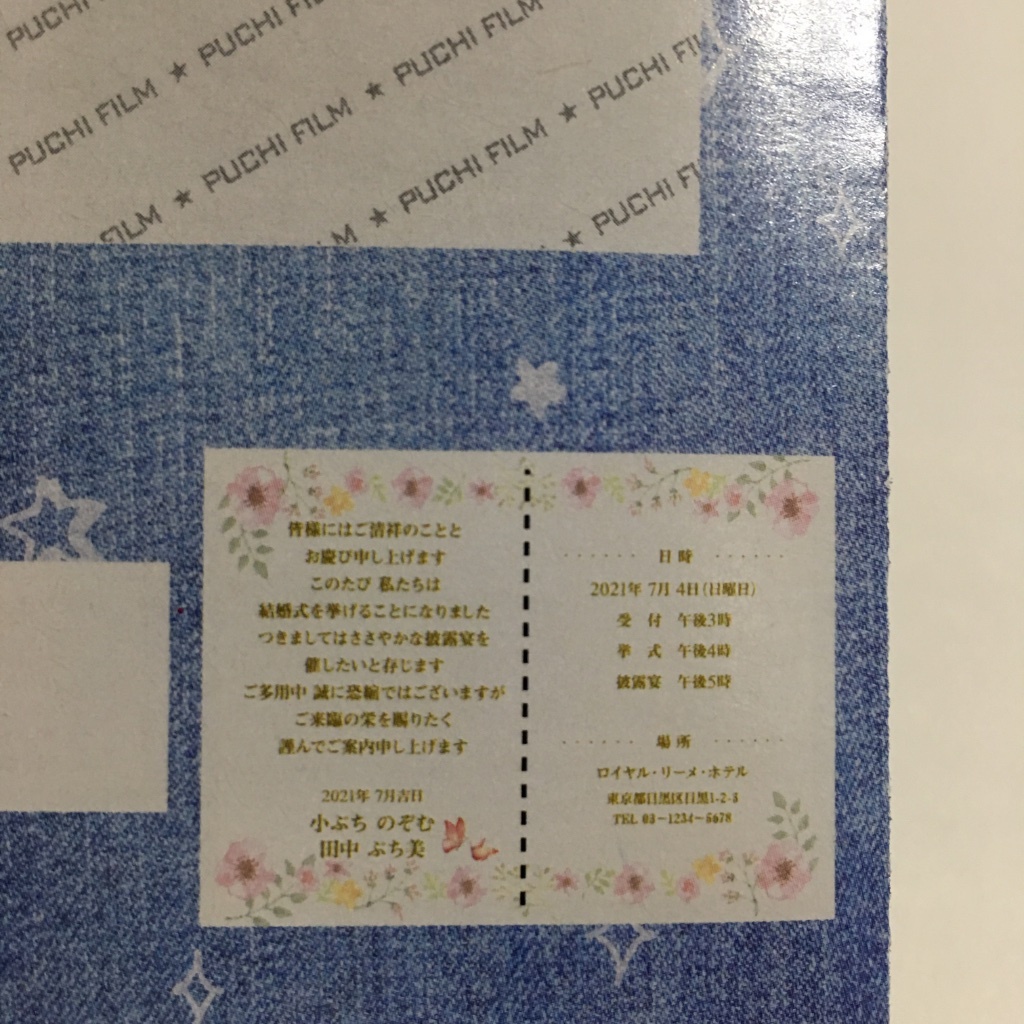 PUCHI FILM ★ PUCHI FILM
PUCHI FILM ★ PUCHI FILM ★ PUCHI FILM
FILM ★ PUCHI FILM ★ PUCHI FILM ★ PUCHI FILM
★ PUCHI FILM ★ PUCHI FILM
★ PUCHI
皆様にはご清祥のことと
お慶び申し上げます
このたび 私たちは
結婚式を挙げることになりました
つきましてはささやかな披露宴を
催したいと存じます
ご多用中 誠に恐縮ではございますが
ご来臨の栄を賜りたく
謹んでご案内申し上げます
2021年 7月吉日
小ぶち のぞむ
田中 ぷち美
日 時
2021年 7月 4日(日曜日)
受 付 午後3時
挙 式 午後4時
披露宴 午後5時
場 所
ロイヤル・リーメ・ホテル
東京都目黒区目黒1-2-3
TEL 03-1234-5678